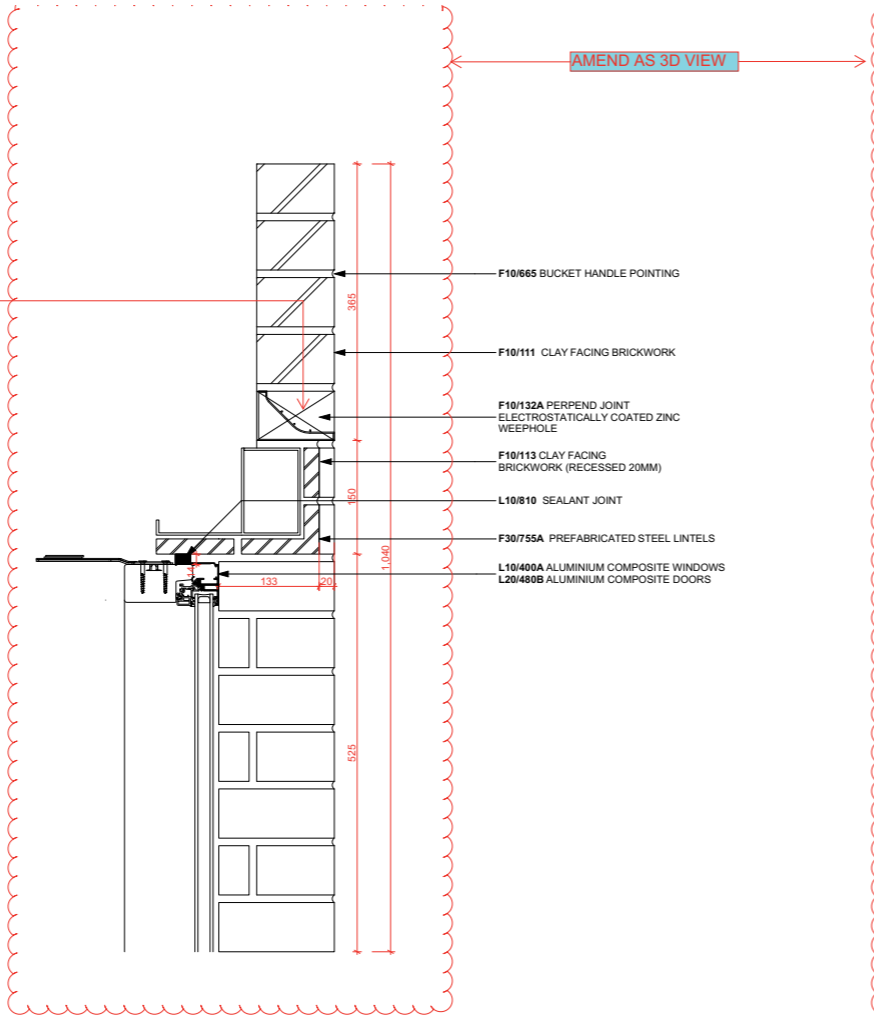 AMEND AS 3D VIEW
F10/665 BUCKET HANDLE POINTING
365
F10/111 CLAY FACING BRICKWORK
F10/132A PERPEND JOINT
ELECTROSTATICALLY COATED ZINC
WEEPHOLE
F10/113 CLAY FACING
BRICKWORK (RECESSED 20MM)
150
L10/810 SEALANT JOINT
F30/755A PREFABRICATED STEEL LINTELS
1,040
L10/400A ALUMINIUM COMPOSITE WINDOWS
L20/480B ALUMINIUM COMPOSITE DOORS
14
133
20
525